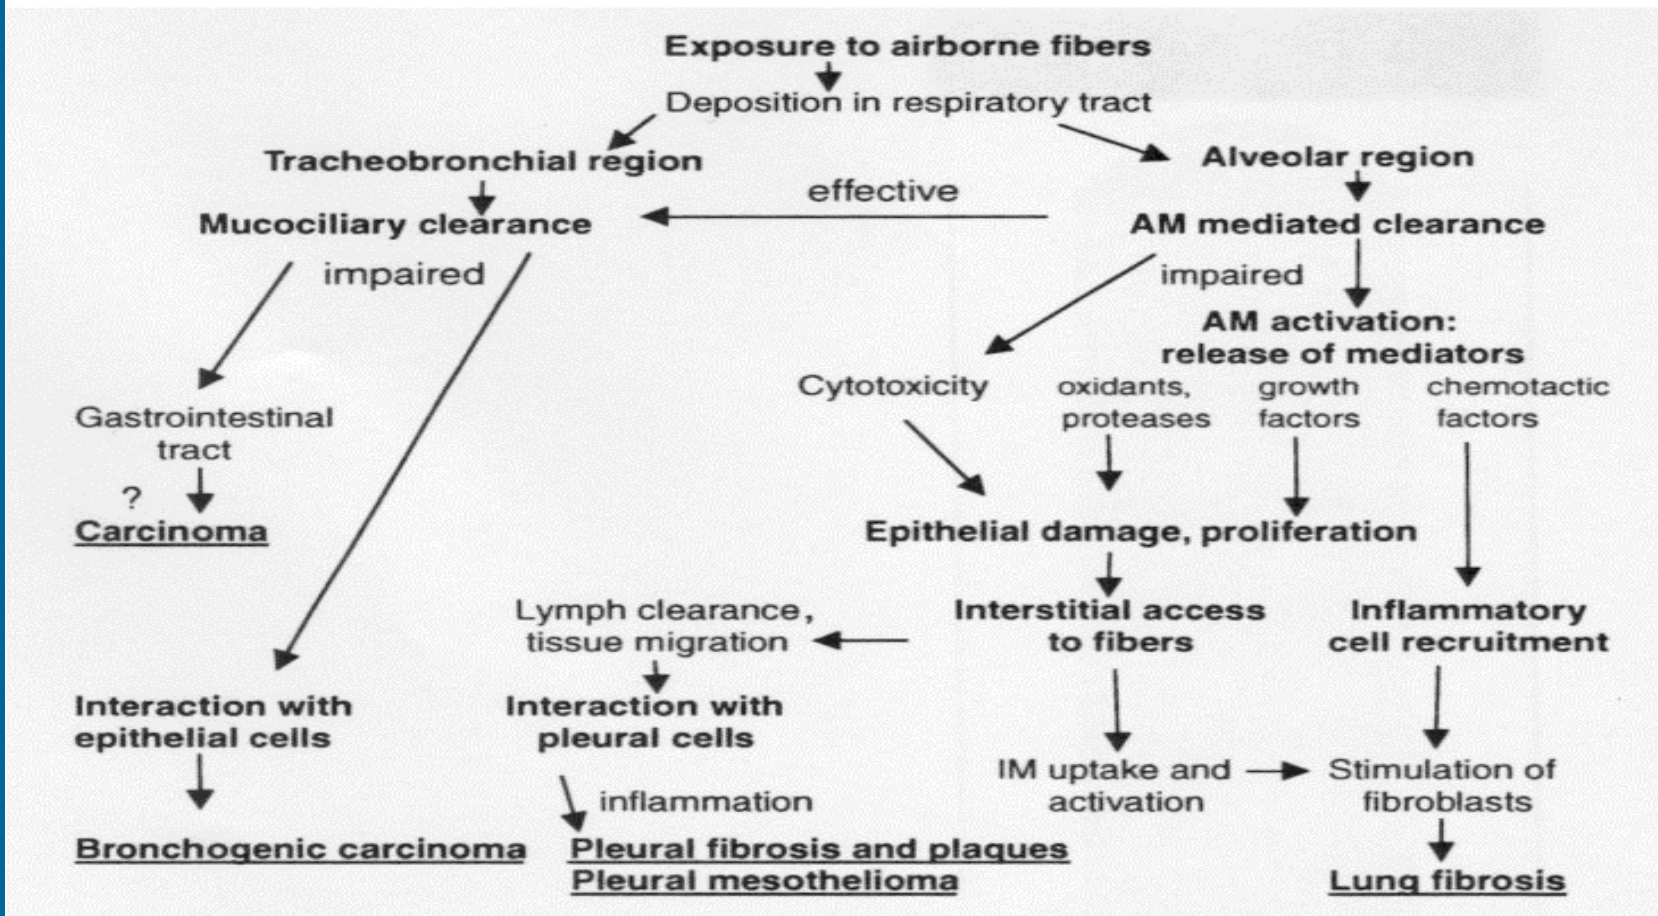 Exposure to airborne fibers
Deposition in respiratory tract
Tracheobronchial region
Alveolar region
effective
Mucociliary clearance
AM mediated clearance
impaired
impaired
AM activation:
release of mediators
Cytotoxicity
oxidants,
proteases
growth
factors
chemotactic
factors
Gastrointestinal
tract
?
Carcinoma
Epithelial damage, proliferation
Lymph clearance,
tissue migration
Interstitial access
to fibers
Inflammatory
cell recruitment
Interaction with
epithelial cells
Interaction with
pleural cells
IM uptake and
activation
Stimulation of
fibroblasts
inflammation
Bronchogenic carcinoma
Pleural fibrosis and plaques
Pleural mesothelioma
Lung fibrosis